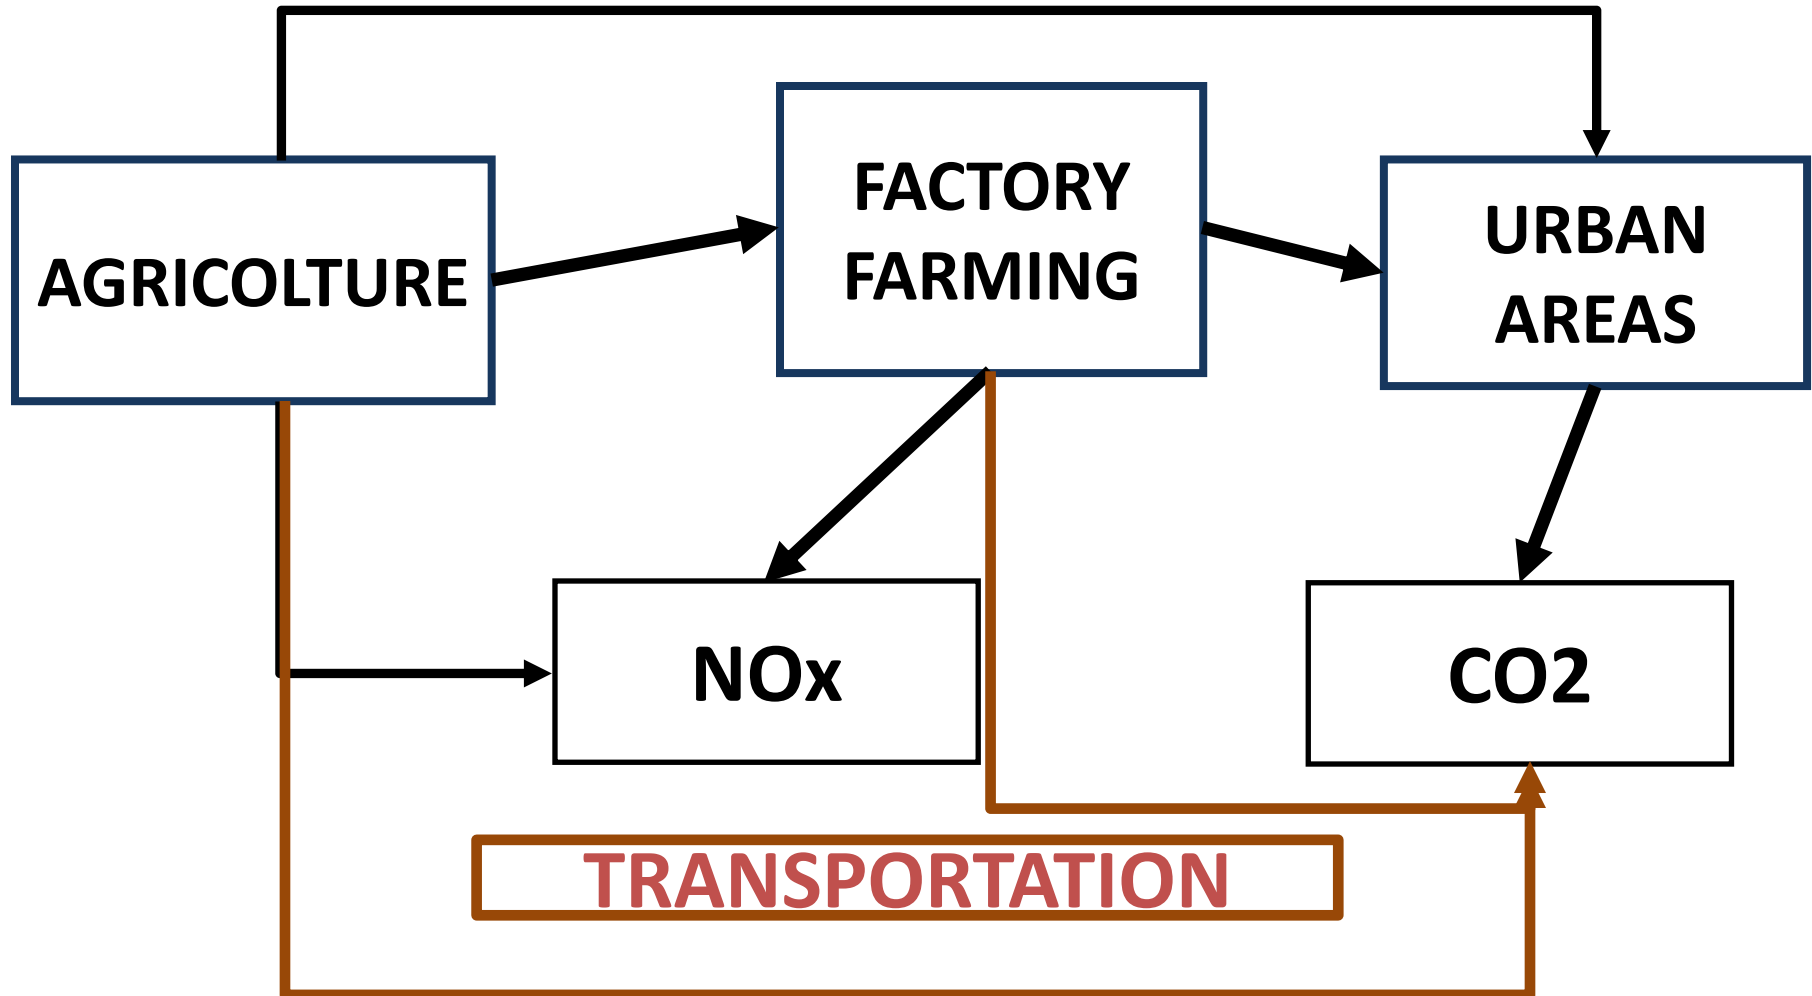 FACTORY
FARMING
AGRICOLTURE
URBAN
AREAS
NOx
CO2
TRANSPORTATION